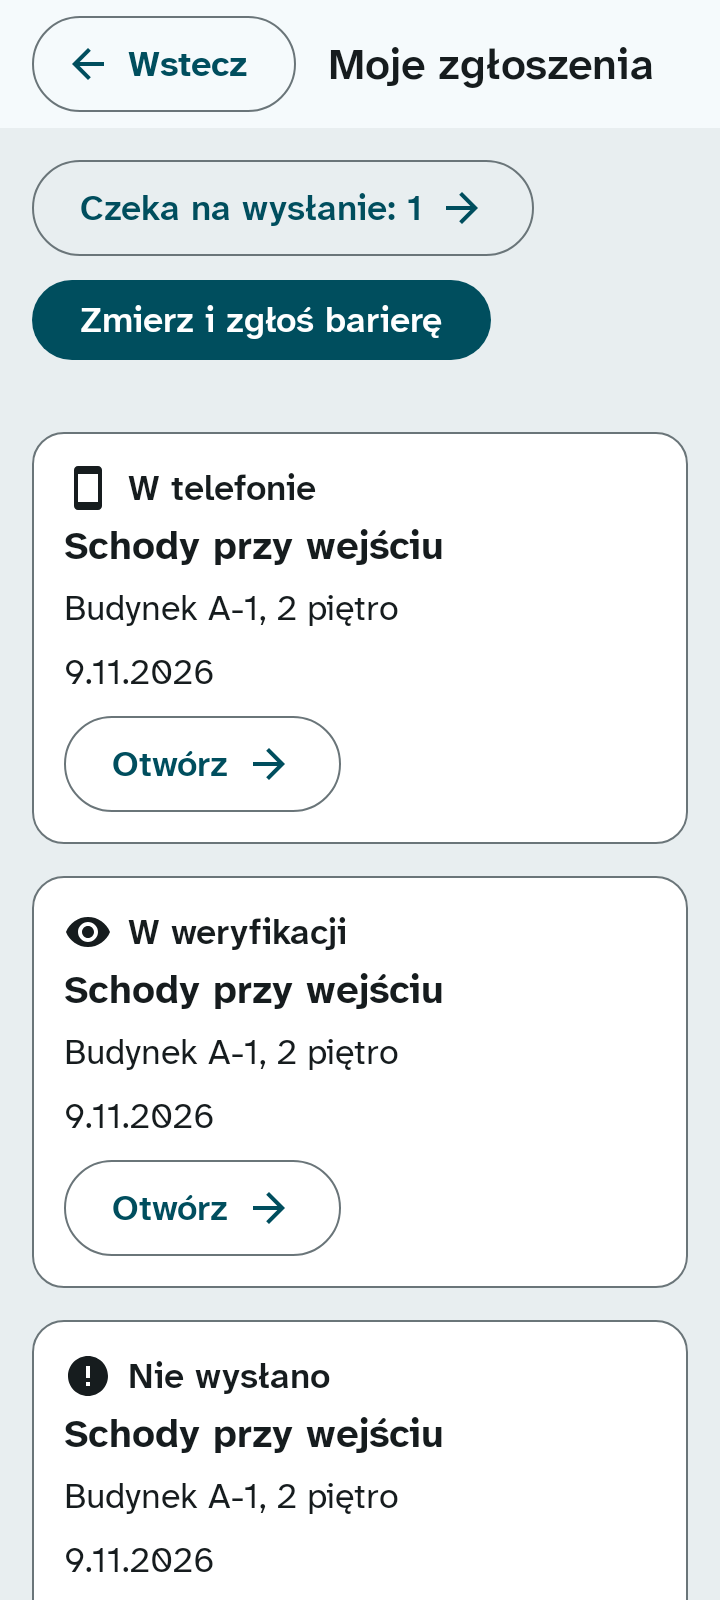 Wstecz
Moje zgłoszenia
Czeka na wysłanie: 1
Zmierz i zgłoś barierę
W telefonie
Schody przy wejściu
Budynek A-1, 2 piętro
9.11.2026
Otwórz
W weryfikacji
Schody przy wejściu
Budynek A-1, 2 piętro
9.11.2026
Otwórz
Nie wysłano
Schody przy wejściu
Budynek A-1, 2 piętro
9.11.2026